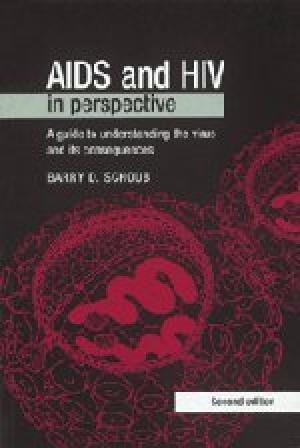 AIDS and HIV
in perspective
A guide to understanding the virus
and its consequences
BARRY D. SCHOUB
Second edition